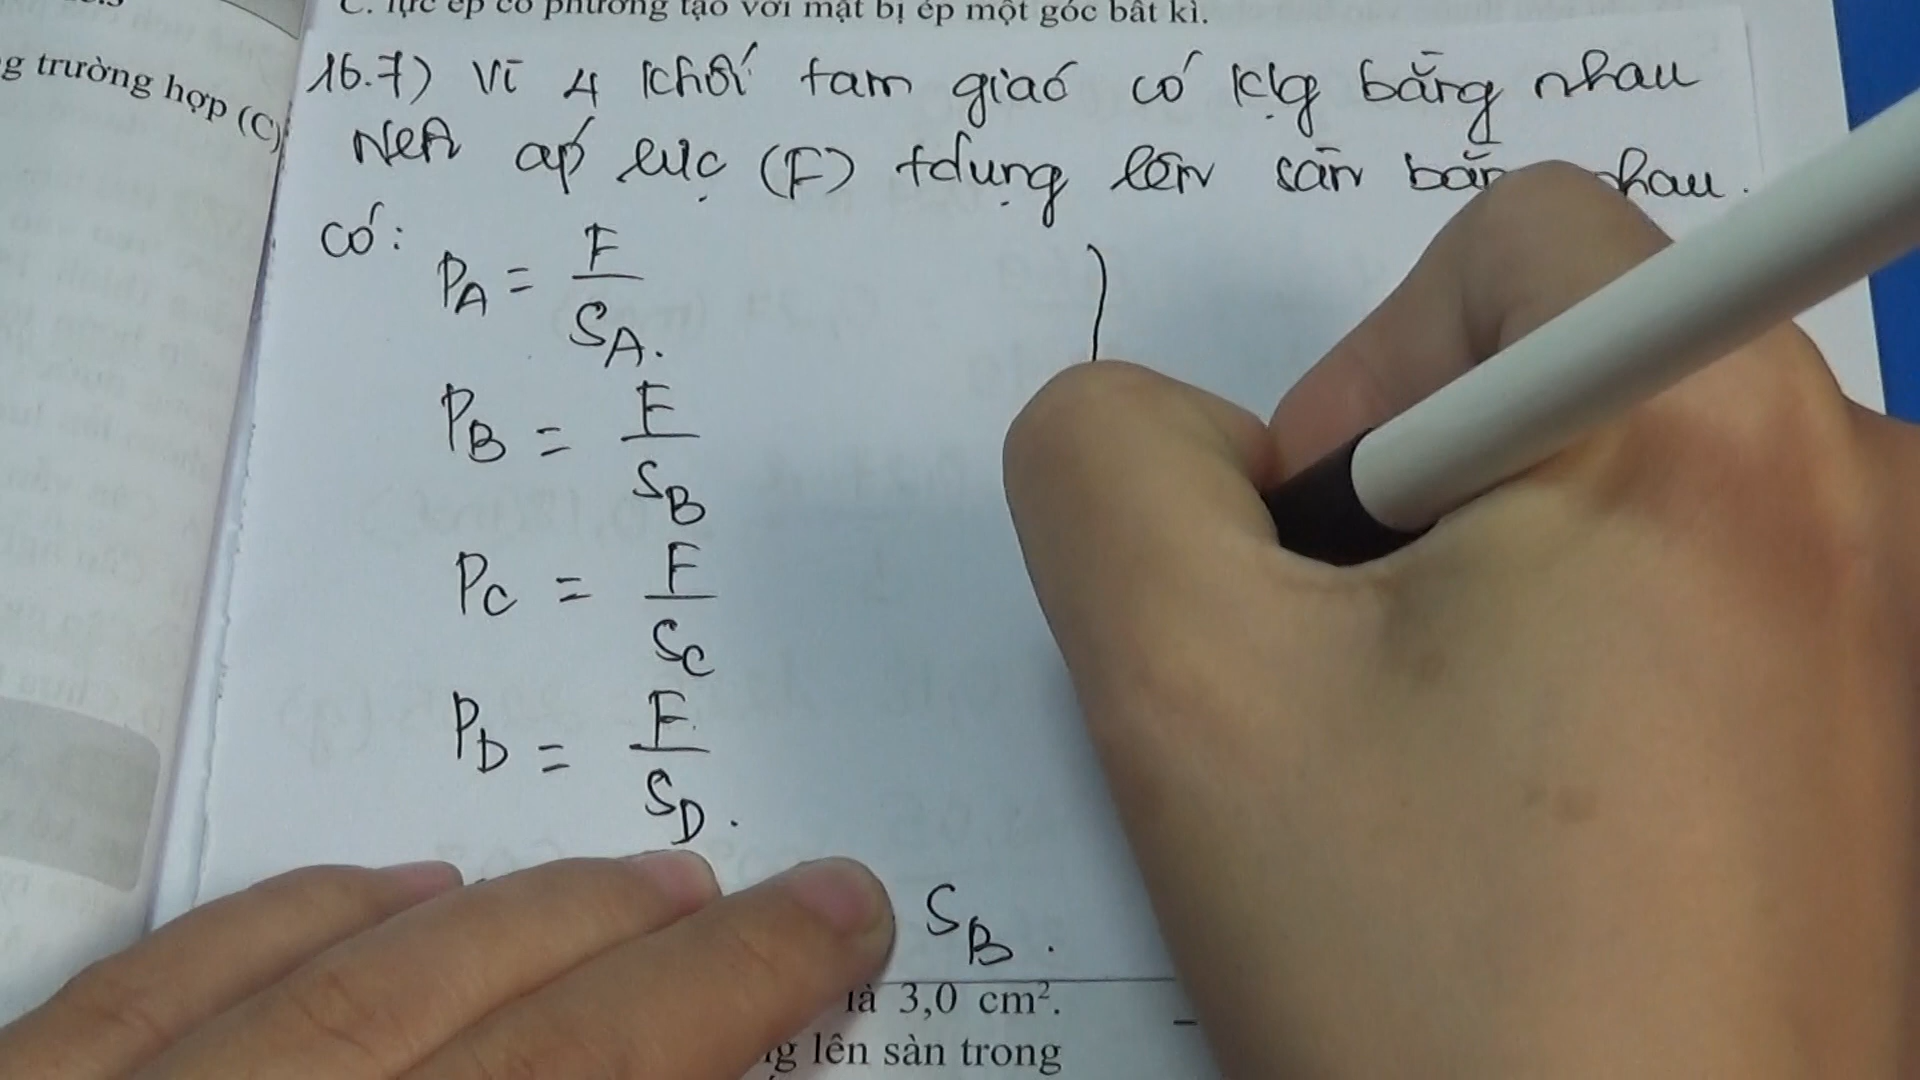 C. lực ép có phương tạo với mặt bị ép một góc bất kì.
g trường hợp (C)
16.7) Vì 4 khối tam giác có klg bằng nhau
Nên áp lực (F) tdụng lên sàn bằng nhau.
có:
PA = F / SA.
PB = F / SB
PC = F / SC
PD = F / SD.
SB.
là 3,0 cm².
lên sàn trong